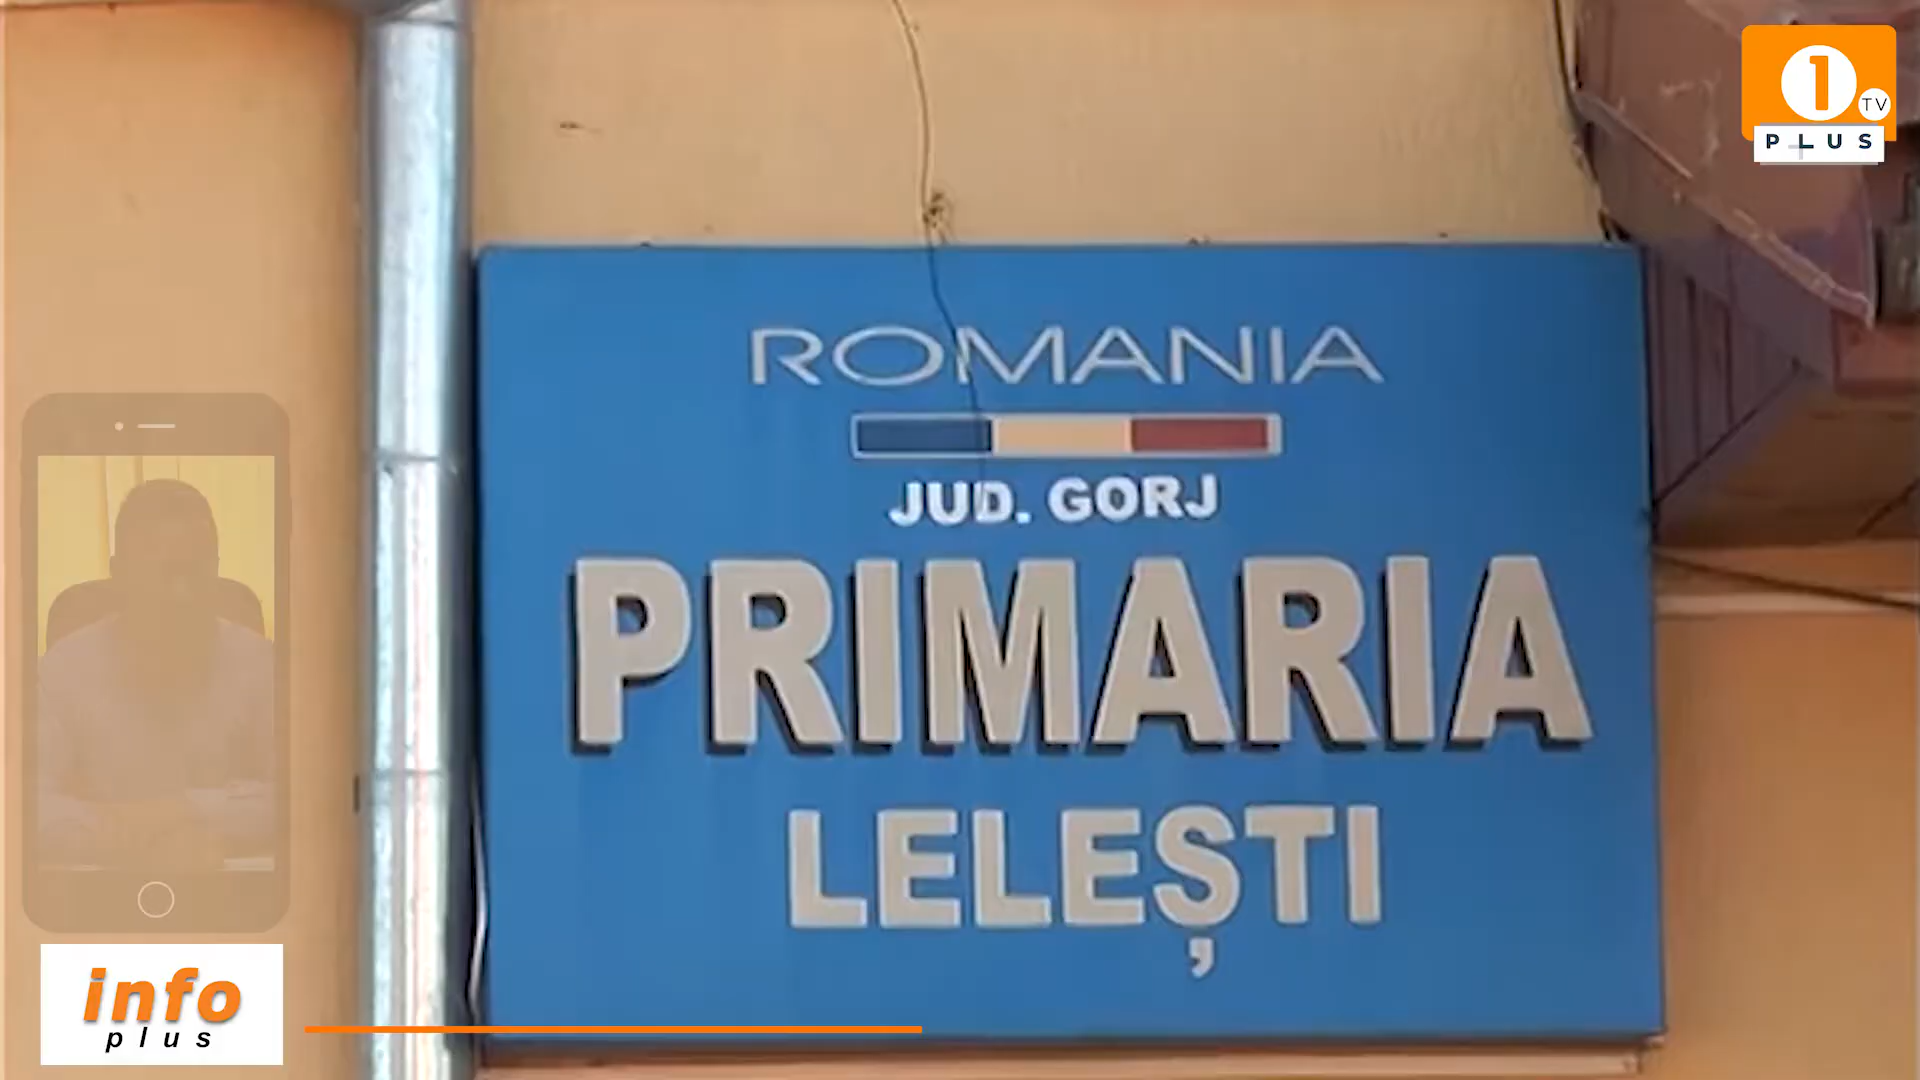 1
TV
PLUS
ROMANIA
JUD. GORJ
PRIMARIA
LELEȘTI
info
plus